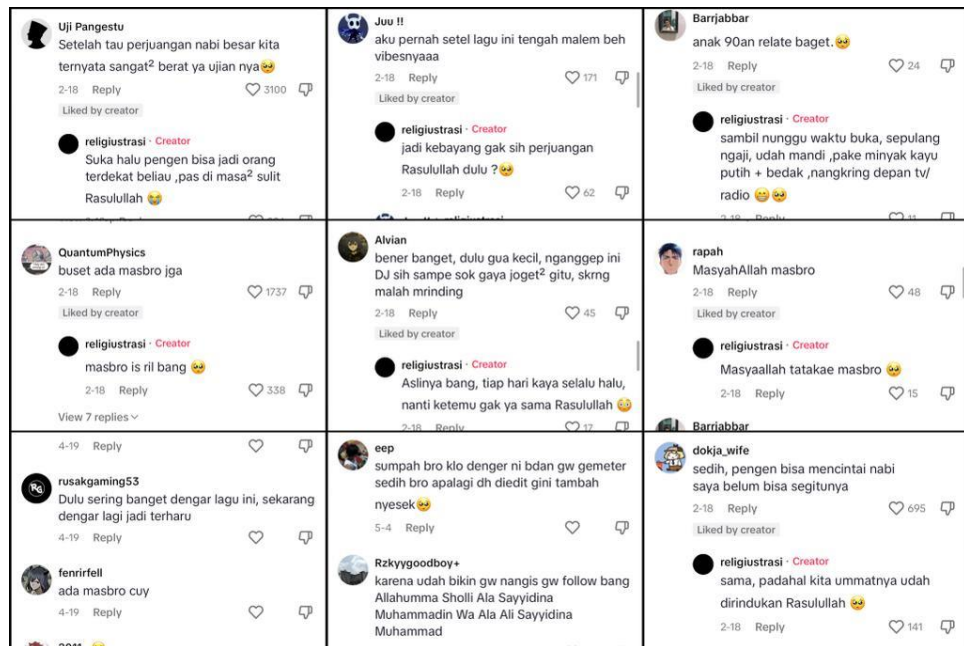 Uji Pangestu
Setelah tau perjuangan nabi besar kita
ternyata sangat² berat ya ujian nya🥺
2-18 Reply 3100
Liked by creator
religiustrasi · Creator
Suka halu pengen bisa jadi orang
terdekat beliau ,pas di masa² sulit
Rasulullah 😭
Juu !!
aku pernah setel lagu ini tengah malem beh
vibesnyaaa
2-18 Reply 171
Liked by creator
religiustrasi · Creator
jadi kebayang gak sih perjuangan
Rasulullah dulu ?🥺
2-18 Reply 62
Barrjabbar
anak 90an relate baget.🥺
2-18 Reply 24
Liked by creator
religiustrasi · Creator
sambil nunggu waktu buka, sepulang
ngaji, udah mandi ,pake minyak kayu
putih + bedak ,nangkring depan tv/
radio 😁🥺
2-18 Reply 11
QuantumPhysics
buset ada masbro jga
2-18 Reply 1737
Liked by creator
religiustrasi · Creator
masbro is ril bang 🥺
2-18 Reply 338
View 7 replies
Alvian
bener banget, dulu gua kecil, nganggep ini
DJ sih sampe sok gaya joget² gitu, skrng
malah mrinding
2-18 Reply 45
Liked by creator
religiustrasi · Creator
Aslinya bang, tiap hari kaya selalu halu,
nanti ketemu gak ya sama Rasulullah 😳
2-18 Reply 17
rapah
MasyahAllah masbro
2-18 Reply 48
Liked by creator
religiustrasi · Creator
Masyaallah tatakae masbro 🥺
2-18 Reply 15
Barrjabbar
4-19 Reply
rusakgaming53
Dulu sering banget dengar lagu ini, sekarang
dengar lagi jadi terharu
4-19 Reply
fenrirfell
ada masbro cuy
4-19 Reply
eep
sumpah bro klo denger ni bdan gw gemeter
sedih bro apalagi dh diedit gini tambah
nyesek🥺
5-4 Reply
Rzkyygoodboy+
karena udah bikin gw nangis gw follow bang
Allahumma Sholli Ala Sayyidina
Muhammadin Wa Ala Ali Sayyidina
Muhammad
dokja_wife
sedih, pengen bisa mencintai nabi
saya belum bisa segitunya
2-18 Reply 695
Liked by creator
religiustrasi · Creator
sama, padahal kita ummatnya udah
dirindukan Rasulullah 🥺
2-18 Reply 141